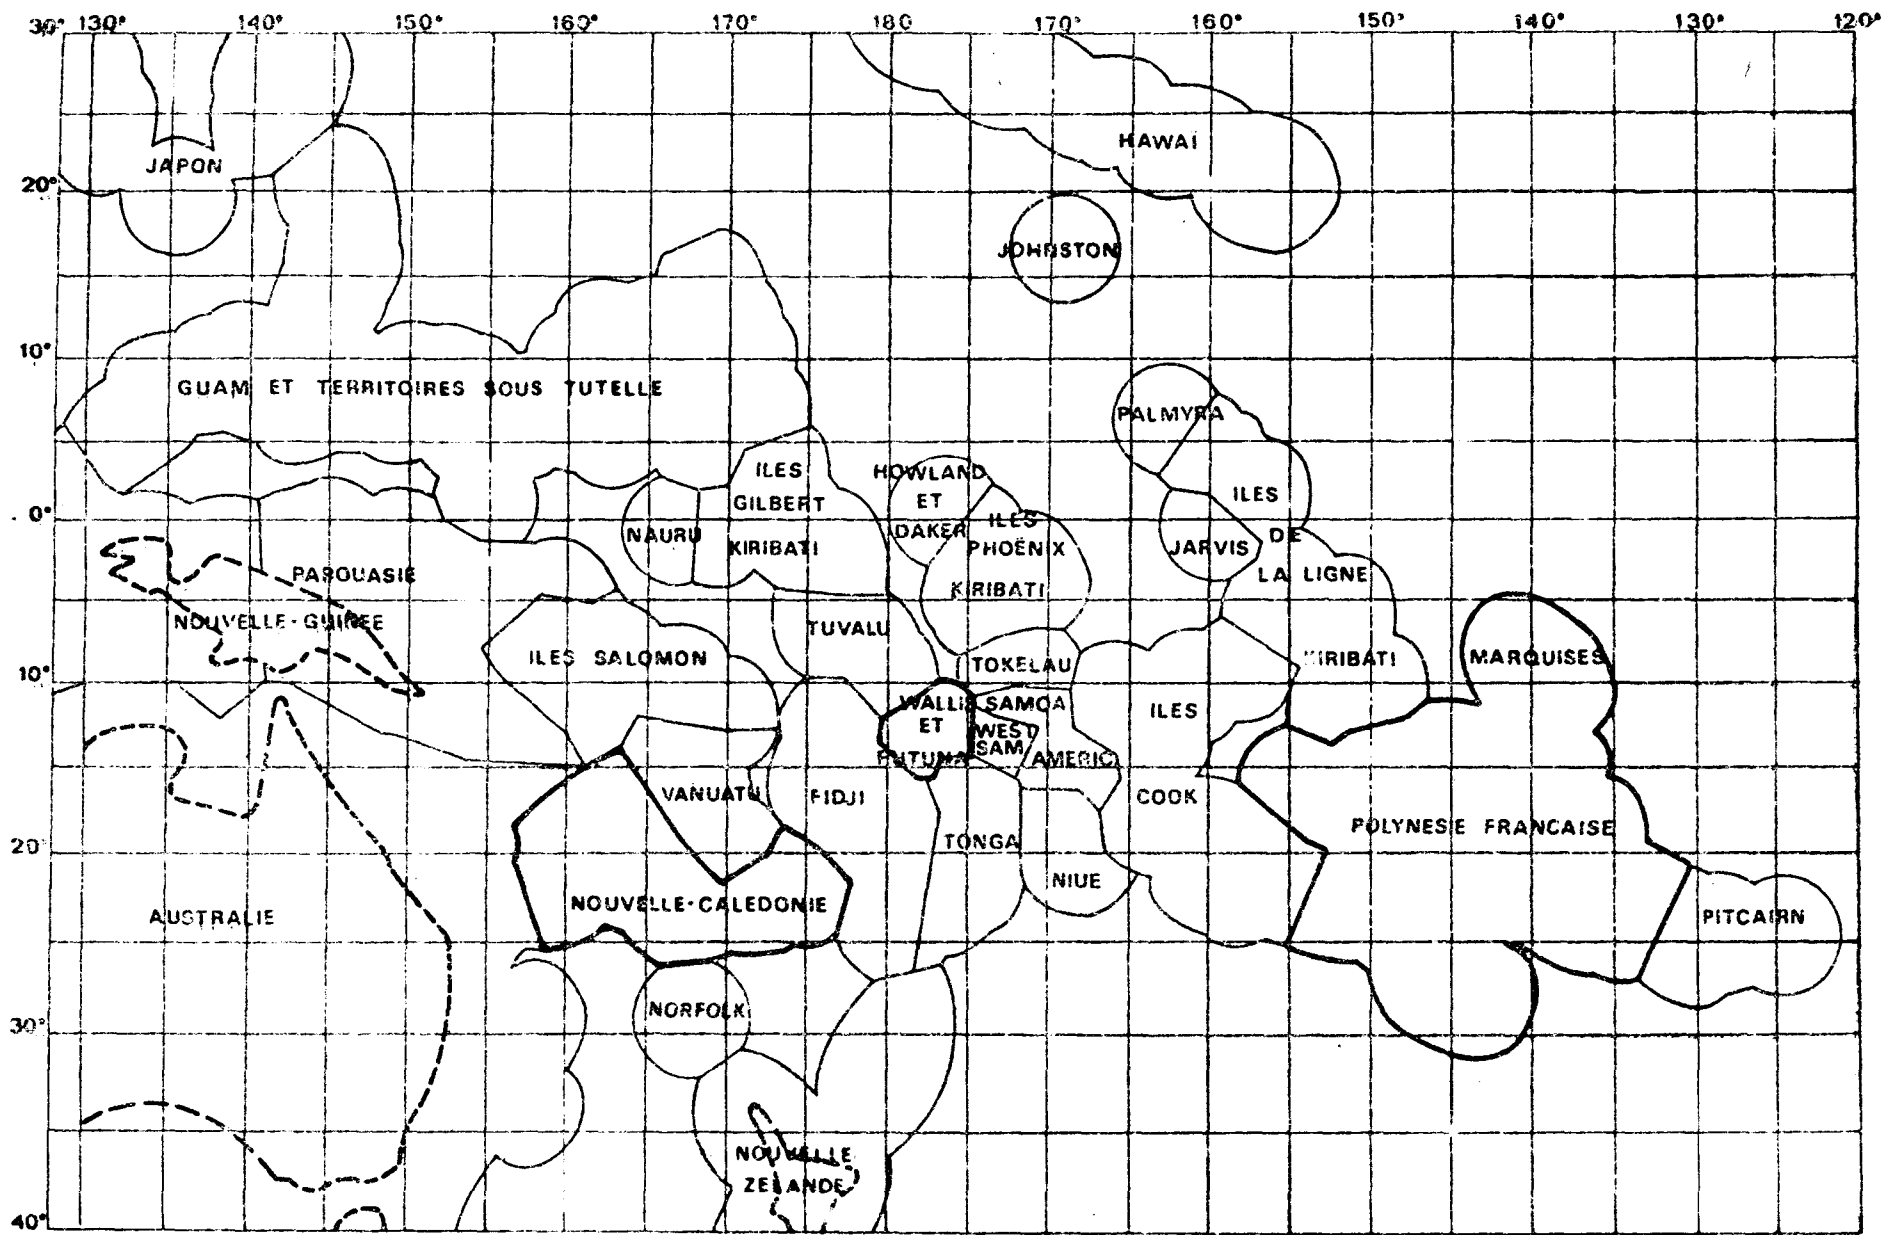 30° 130° 140° 150° 160° 170° 180 170° 160° 150° 140° 130° 120°
HAWAI
JAPON
20°
JOHNSTON
10°
GUAM ET TERRITOIRES SOUS TUTELLE
PALMYRA
ILES
GILBERT
KIRIBATI
HOWLAND
ET
DAKER
ILES
PHOËNIX
KIRIBATI
ILES
DE
LA LIGNE
KIRIBATI
0°
NAURU
JARVIS
PAPOUASIE
NOUVELLE-GUINEE
TUVALU
ILES SALOMON
TOKELAU
MARQUISES
10°
WALLIS
ET
FUTUNA
SAMOA
WEST
SAM
AMERIC
ILES
COOK
VANUATU
FIDJI
POLYNESIE FRANCAISE
TONGA
20°
NIUE
NOUVELLE-CALEDONIE
AUSTRALIE
PITCAIRN
NORFOLK
30°
NOUVELLE
ZELANDE
40°